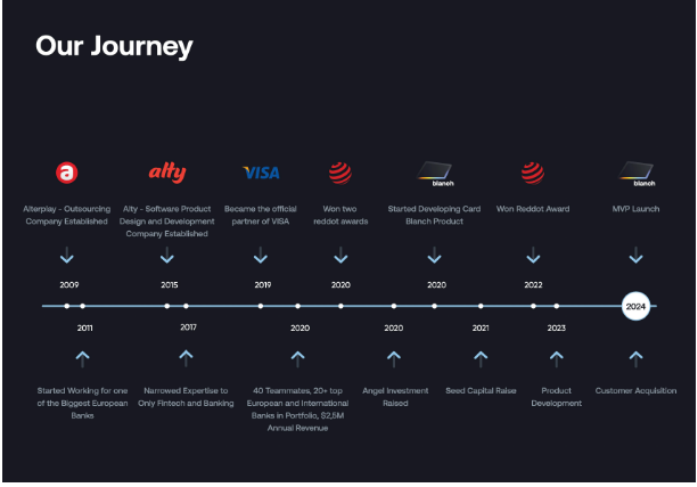 Our Journey
a
alty
VISA
blanch
blanch
Alterplay - Outsourcing
Company Established
Alty - Software Product
Design and Development
Company Established
Became the official
partner of VISA
Won two
reddot awards
Started Developing Card
Blanch Product
Won Reddot Award
MVP Launch
2009
2015
2019
2020
2020
2022
2024
2011
2017
2020
2020
2021
2023
Started Working for one
of the Biggest European
Banks
Narrowed Expertise to
Only Fintech and Banking
40 Teammates, 20+ top
European and International
Banks in Portfolio, $2,5M
Annual Revenue
Angel Investment
Raised
Seed Capital Raise
Product
Development
Customer Acquisition